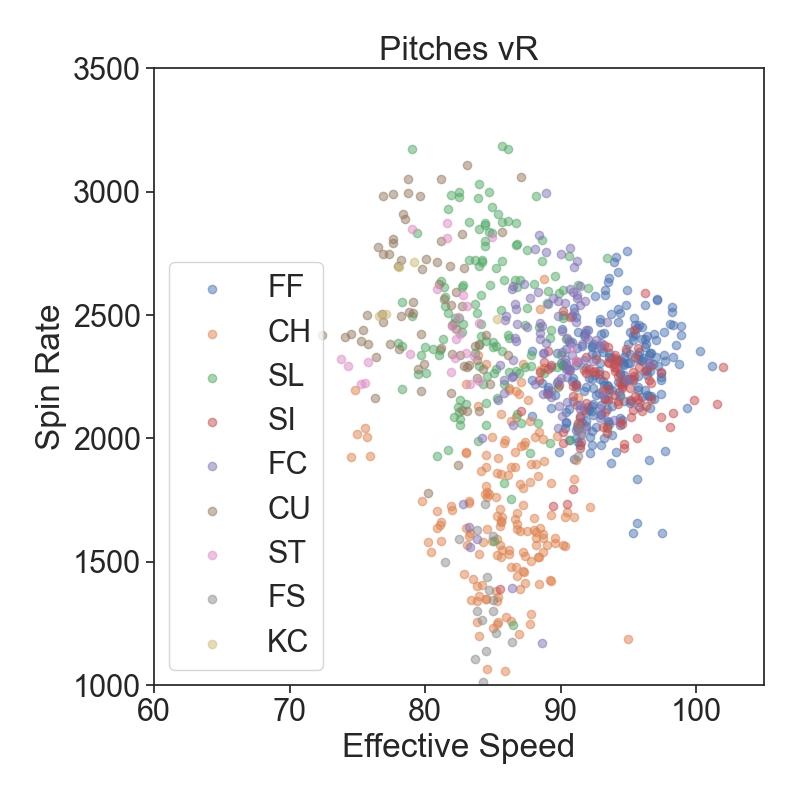 Pitches vR
3500
3000
2500
2000
1500
1000
Spin Rate
FF
CH
SL
SI
FC
CU
ST
FS
KC
60 70 80 90 100
Effective Speed